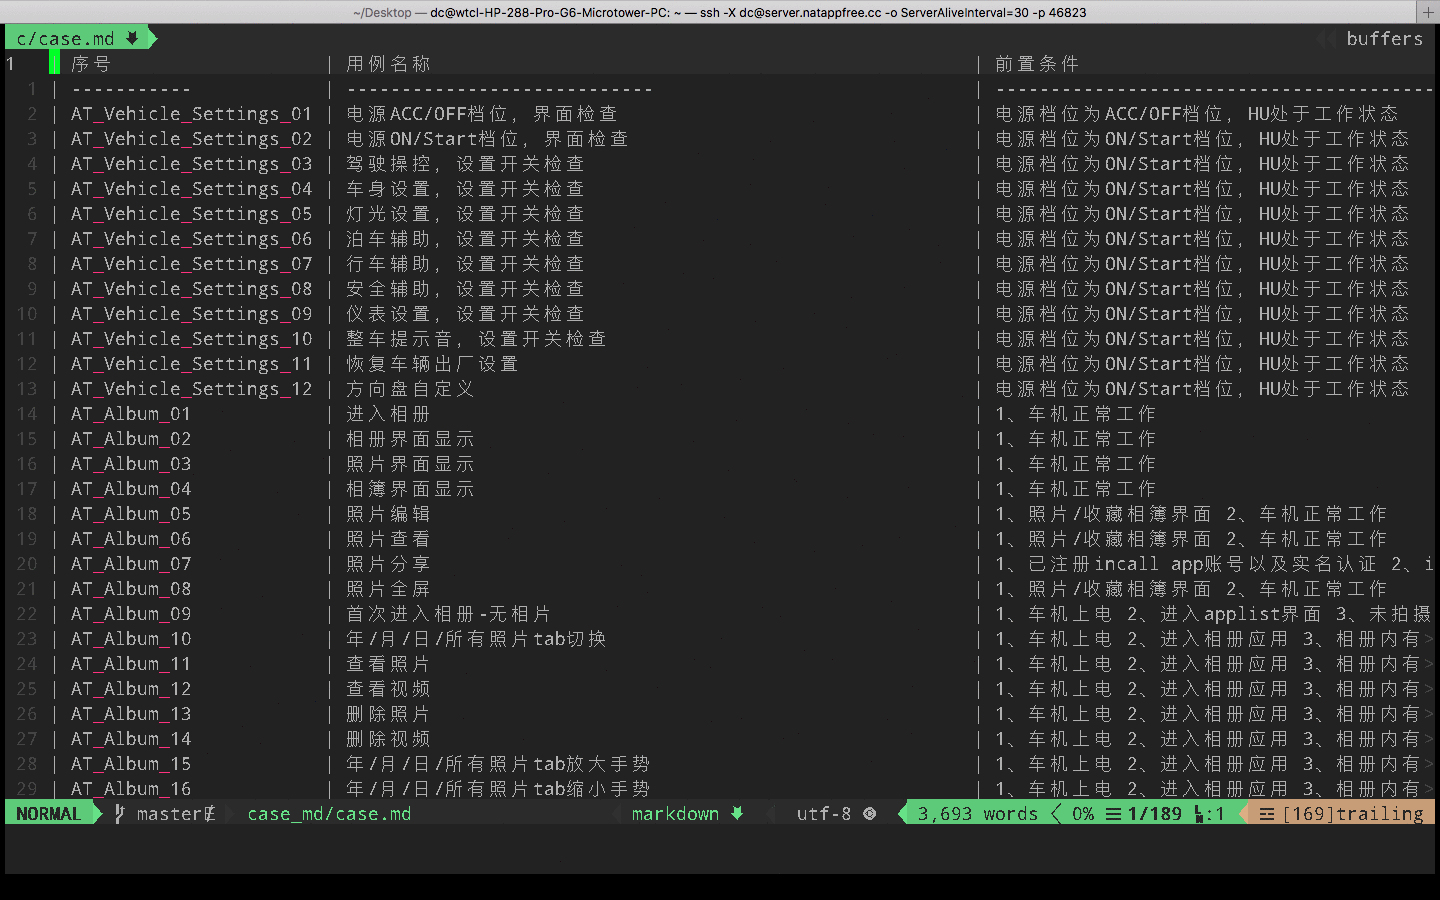 ~/Desktop — dc@wtcl-HP-288-Pro-G6-Microtower-PC: ~ — ssh -X dc@server.natappfree.cc -o ServerAliveInterval=30 -p 46823 +
c/case.md buffers
1 | 序号 | 用例名称 | 前置条件
1 | ----------- | ---------------------------- | ----------------------------------------
2 | AT_Vehicle_Settings_01 | 电源ACC/OFF档位，界面检查 | 电源档位为ACC/OFF档位，HU处于工作状态
3 | AT_Vehicle_Settings_02 | 电源ON/Start档位，界面检查 | 电源档位为ON/Start档位，HU处于工作状态
4 | AT_Vehicle_Settings_03 | 驾驶操控，设置开关检查 | 电源档位为ON/Start档位，HU处于工作状态
5 | AT_Vehicle_Settings_04 | 车身设置，设置开关检查 | 电源档位为ON/Start档位，HU处于工作状态
6 | AT_Vehicle_Settings_05 | 灯光设置，设置开关检查 | 电源档位为ON/Start档位，HU处于工作状态
7 | AT_Vehicle_Settings_06 | 泊车辅助，设置开关检查 | 电源档位为ON/Start档位，HU处于工作状态
8 | AT_Vehicle_Settings_07 | 行车辅助，设置开关检查 | 电源档位为ON/Start档位，HU处于工作状态
9 | AT_Vehicle_Settings_08 | 安全辅助，设置开关检查 | 电源档位为ON/Start档位，HU处于工作状态
10 | AT_Vehicle_Settings_09 | 仪表设置，设置开关检查 | 电源档位为ON/Start档位，HU处于工作状态
11 | AT_Vehicle_Settings_10 | 整车提示音，设置开关检查 | 电源档位为ON/Start档位，HU处于工作状态
12 | AT_Vehicle_Settings_11 | 恢复车辆出厂设置 | 电源档位为ON/Start档位，HU处于工作状态
13 | AT_Vehicle_Settings_12 | 方向盘自定义 | 电源档位为ON/Start档位，HU处于工作状态
14 | AT_Album_01 | 进入相册 | 1、车机正常工作
15 | AT_Album_02 | 相册界面显示 | 1、车机正常工作
16 | AT_Album_03 | 照片界面显示 | 1、车机正常工作
17 | AT_Album_04 | 相簿界面显示 | 1、车机正常工作
18 | AT_Album_05 | 照片编辑 | 1、照片/收藏相簿界面 2、车机正常工作
19 | AT_Album_06 | 照片查看 | 1、照片/收藏相簿界面 2、车机正常工作
20 | AT_Album_07 | 照片分享 | 1、已注册incall app账号以及实名认证 2、i
21 | AT_Album_08 | 照片全屏 | 1、照片/收藏相簿界面 2、车机正常工作
22 | AT_Album_09 | 首次进入相册-无相片 | 1、车机上电 2、进入applist界面 3、未拍摄
23 | AT_Album_10 | 年/月/日/所有照片tab切换 | 1、车机上电 2、进入相册应用 3、相册内有>
24 | AT_Album_11 | 查看照片 | 1、车机上电 2、进入相册应用 3、相册内有>
25 | AT_Album_12 | 查看视频 | 1、车机上电 2、进入相册应用 3、相册内有>
26 | AT_Album_13 | 删除照片 | 1、车机上电 2、进入相册应用 3、相册内有>
27 | AT_Album_14 | 删除视频 | 1、车机上电 2、进入相册应用 3、相册内有>
28 | AT_Album_15 | 年/月/日/所有照片tab放大手势 | 1、车机上电 2、进入相册应用 3、相册内有>
29 | AT_Album_16 | 年/月/日/所有照片tab缩小手势 | 1、车机上电 2、进入相册应用 3、相册内有>
NORMAL master case_md/case.md markdown utf-8 3,693 words 0% ☰ 1/189 :1 ☲ [169]trailing